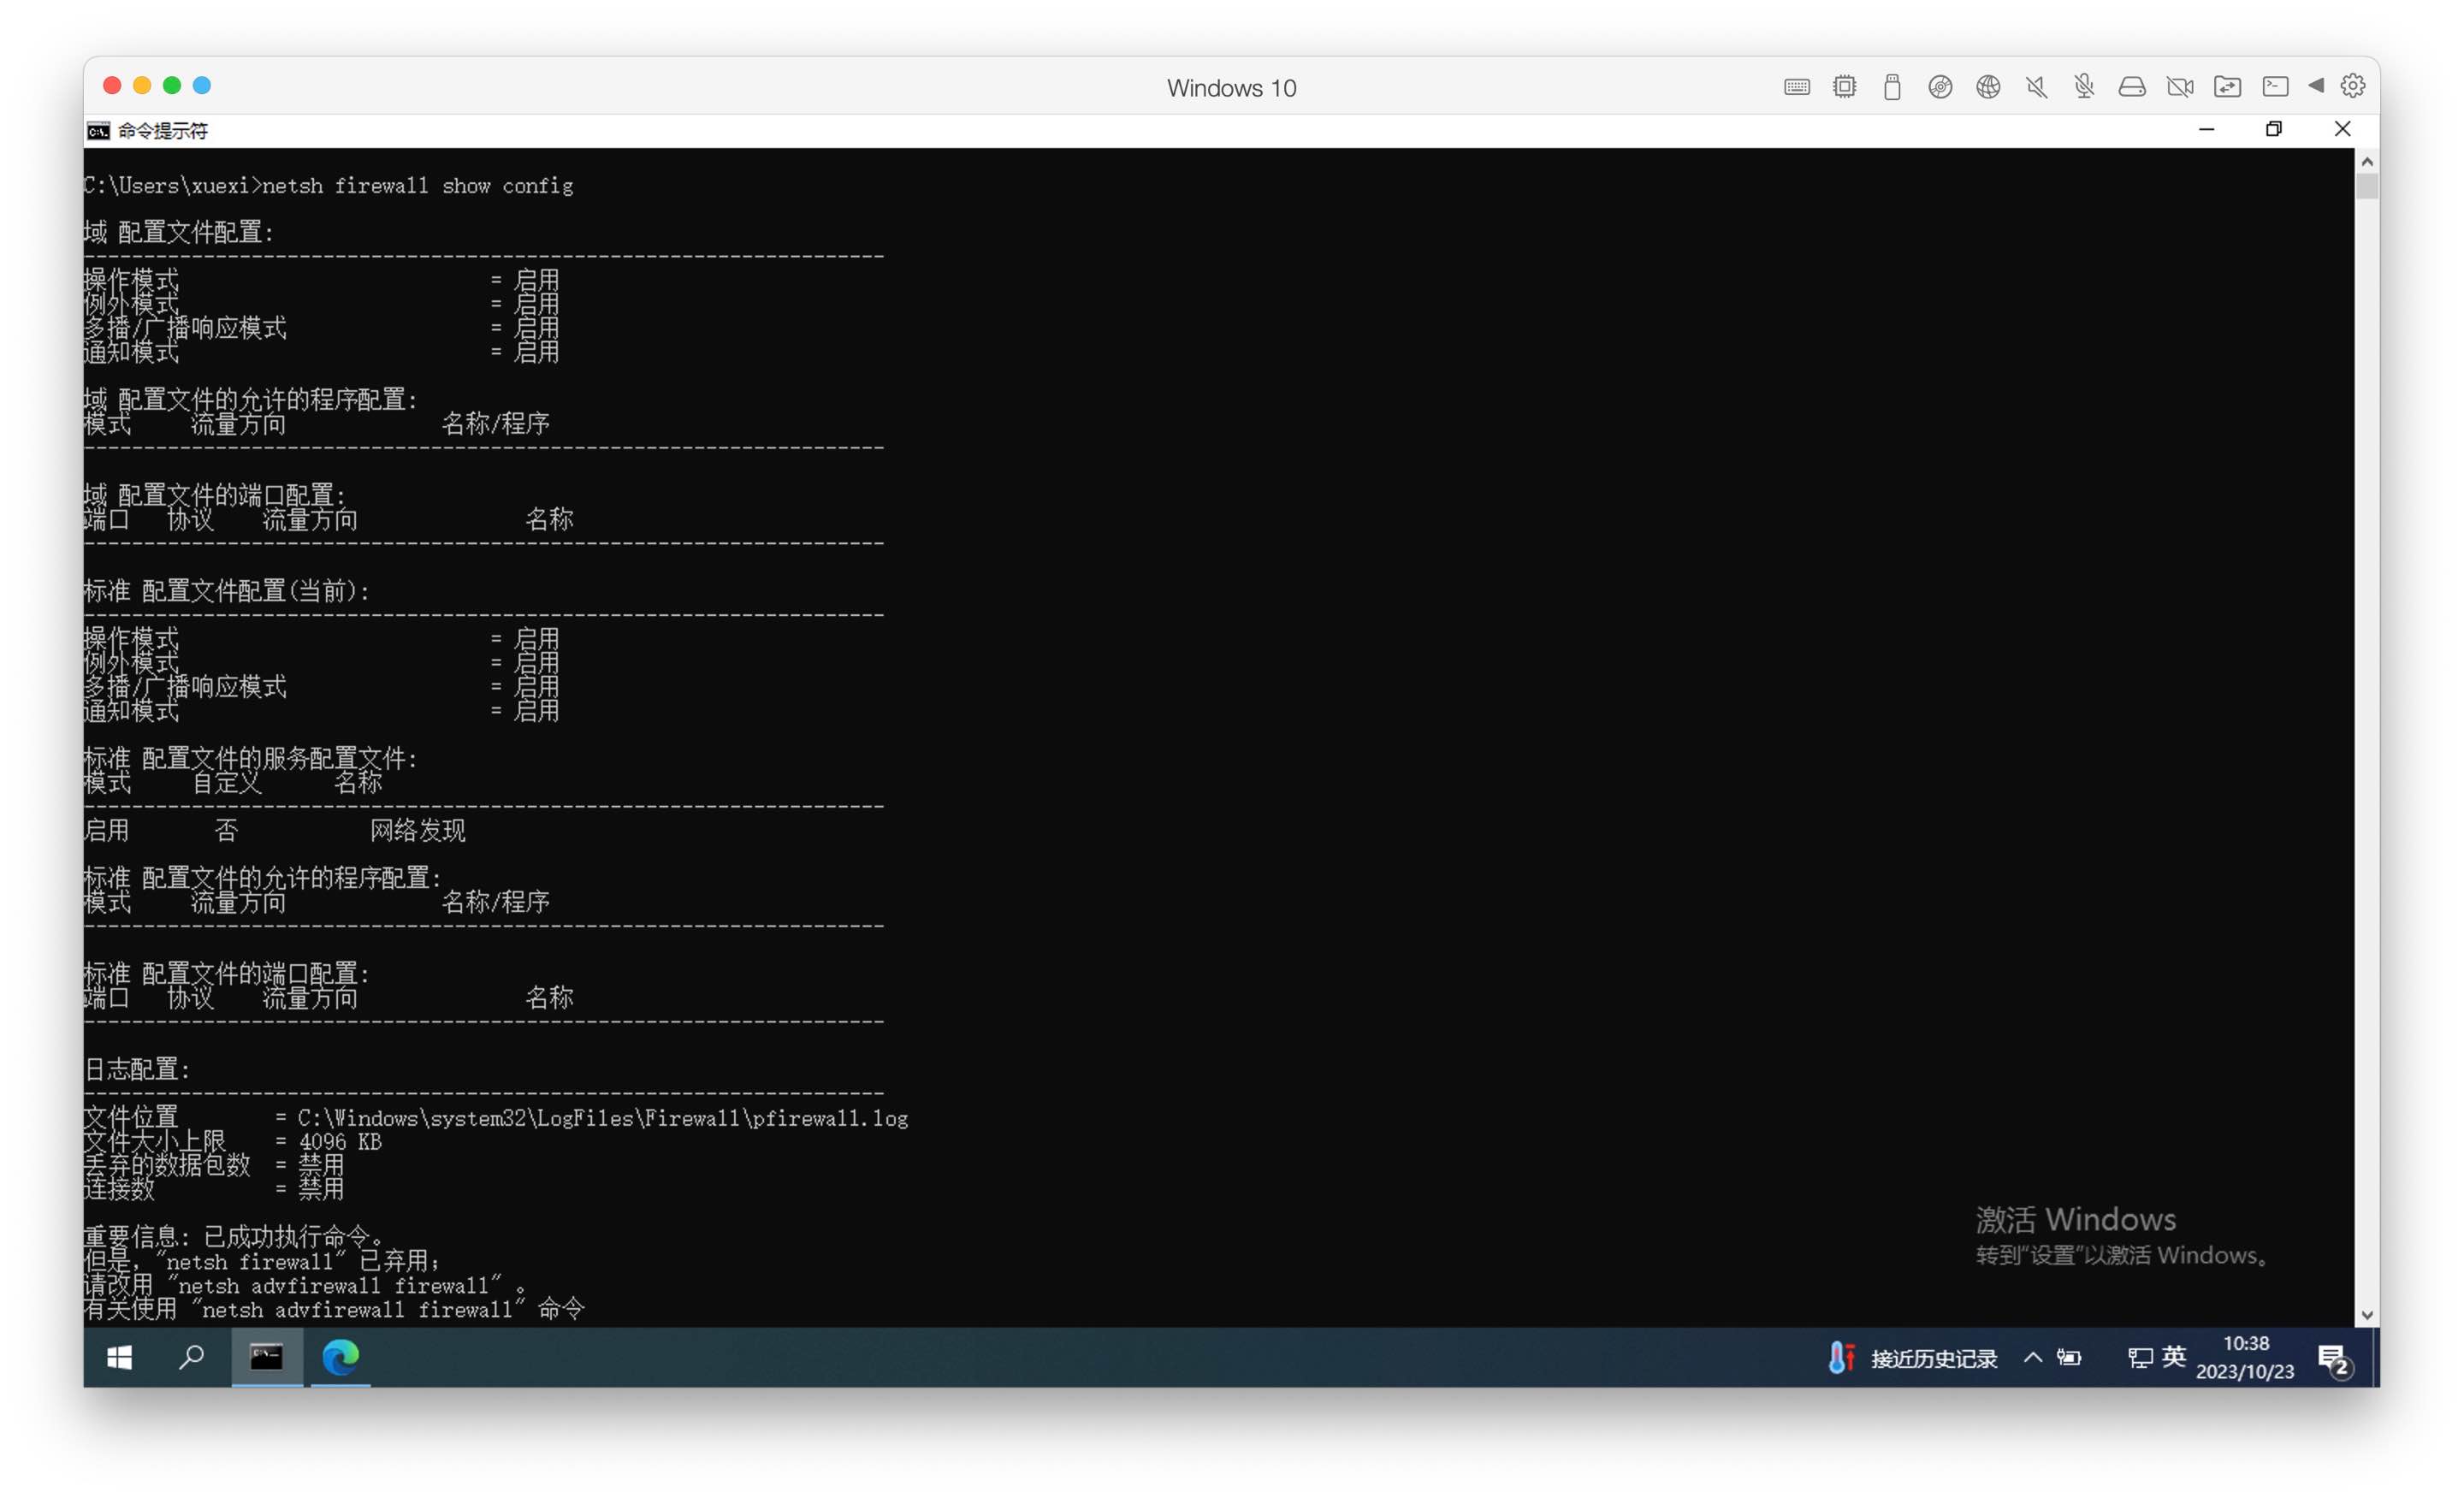 Windows 10
命令提示符
C:\Users\xuexi>netsh firewall show config
域 配置文件配置:
-------------------------------------------------------------------
操作模式 = 启用
例外模式 = 启用
多播/广播响应模式 = 启用
通知模式 = 启用
域 配置文件的允许的程序配置:
模式 流量方向 名称/程序
-------------------------------------------------------------------
域 配置文件的端口配置:
端口 协议 流量方向 名称
-------------------------------------------------------------------
标准 配置文件配置(当前):
-------------------------------------------------------------------
操作模式 = 启用
例外模式 = 启用
多播/广播响应模式 = 启用
通知模式 = 启用
标准 配置文件的服务配置文件:
模式 自定义 名称
-------------------------------------------------------------------
启用 否 网络发现
标准 配置文件的允许的程序配置:
模式 流量方向 名称/程序
-------------------------------------------------------------------
标准 配置文件的端口配置:
端口 协议 流量方向 名称
-------------------------------------------------------------------
日志配置:
-------------------------------------------------------------------
文件位置 = C:\Windows\system32\LogFiles\Firewall\pfirewall.log
文件大小上限 = 4096 KB
丢弃的数据包数 = 禁用
连接数 = 禁用
重要信息: 已成功执行命令。
但是, "netsh firewall" 已弃用;
请改用 "netsh advfirewall firewall" 。
有关使用 "netsh advfirewall firewall" 命令
激活 Windows
转到“设置”以激活 Windows。
接近历史记录
英
10:38
2023/10/23
2